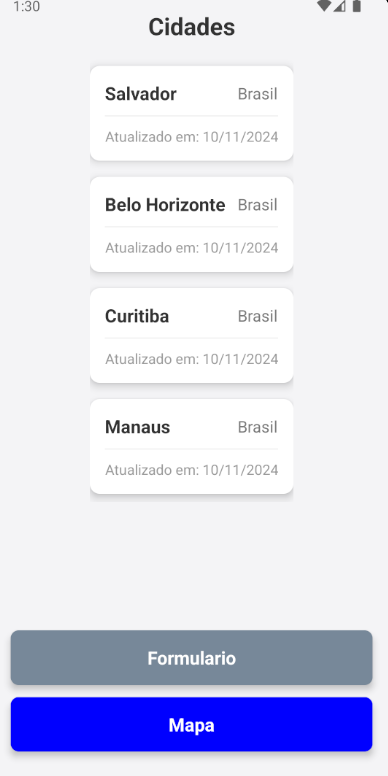 1:30
Cidades
Salvador Brasil
Atualizado em: 10/11/2024
Belo Horizonte Brasil
Atualizado em: 10/11/2024
Curitiba Brasil
Atualizado em: 10/11/2024
Manaus Brasil
Atualizado em: 10/11/2024
Formulario
Mapa